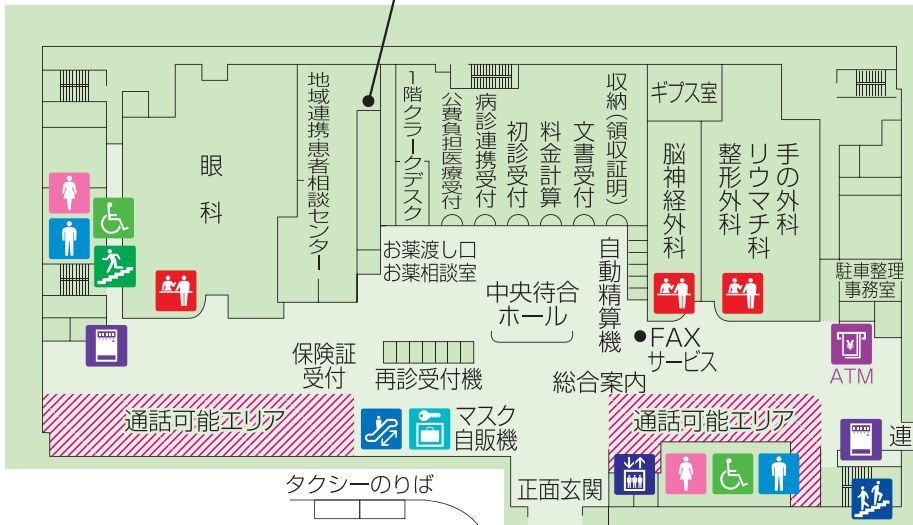 眼科
地域連携患者相談センター
1階クラークデスク
公費負担医療受付
病診連携受付
初診受付
料金計算
文書受付
収納(領収証明)
ギプス室
脳神経外科
整形外科
リウマチ科
手の外科
お薬渡し口
お薬相談室
中央待合
ホール
自動精算機
駐車整理
事務室
FAX
サービス
¥
ATM
保険証
受付
再診受付機
総合案内
通話可能エリア
マスク
自販機
通話可能エリア
連
タクシーのりば
正面玄関